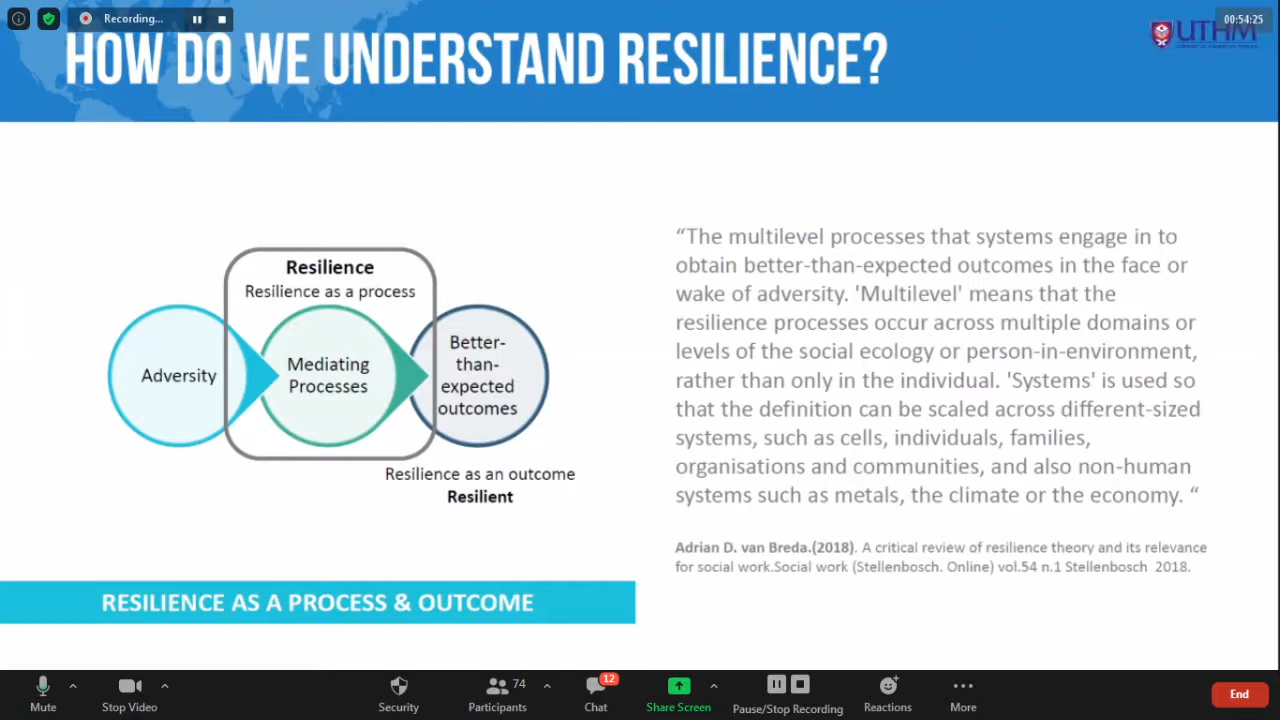 Recording...
00:54:25
HOW DO WE UNDERSTAND RESILIENCE?
UTHM
Resilience
Resilience as a process
Adversity
Mediating
Processes
Better-
than-
expected
outcomes
Resilience as an outcome
Resilient
RESILIENCE AS A PROCESS & OUTCOME
“The multilevel processes that systems engage in to
obtain better-than-expected outcomes in the face or
wake of adversity. 'Multilevel' means that the
resilience processes occur across multiple domains or
levels of the social ecology or person-in-environment,
rather than only in the individual. 'Systems' is used so
that the definition can be scaled across different-sized
systems, such as cells, individuals, families,
organisations and communities, and also non-human
systems such as metals, the climate or the economy. “
Adrian D. van Breda.(2018). A critical review of resilience theory and its relevance
for social work.Social work (Stellenbosch. Online) vol.54 n.1 Stellenbosch 2018.
Mute
Stop Video
Security
74
Participants
12
Chat
Share Screen
Pause/Stop Recording
Reactions
More
End